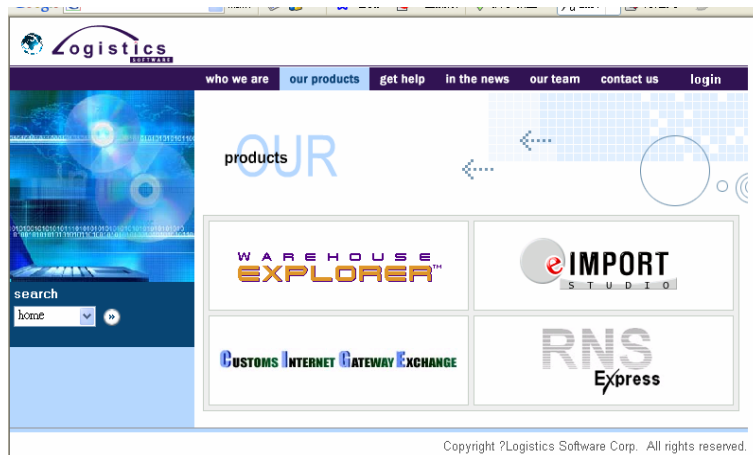 Logistics
SOFTWARE
who we are our products get help in the news our team contact us login
OUR
products
WAREHOUSE
EXPLORER™
eIMPORT
STUDIO
search
home
CUSTOMS INTERNET GATEWAY EXCHANGE
RNS
Express
Copyright ?Logistics Software Corp. All rights reserved.